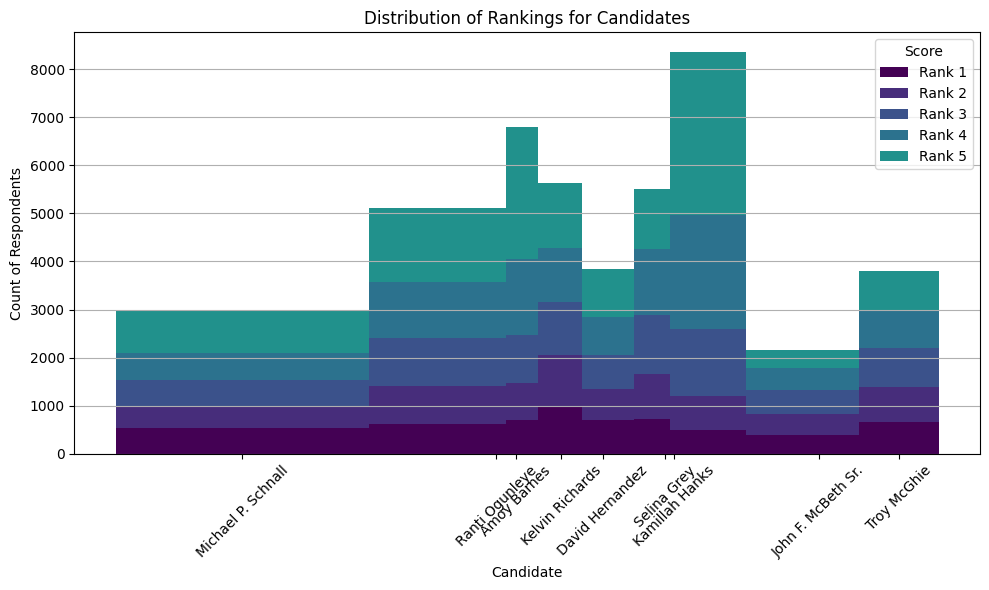 Distribution of Rankings for Candidates
Score
Rank 1
Rank 2
Rank 3
Rank 4
Rank 5
Count of Respondents
8000
7000
6000
5000
4000
3000
2000
1000
0
Michael P. Schnall
Ranti Ogunleye
Amoy Barnes
Kelvin Richards
David Hernandez
Selina Grey
Kamillah Hanks
John F. McBeth Sr.
Troy McGhie
Candidate